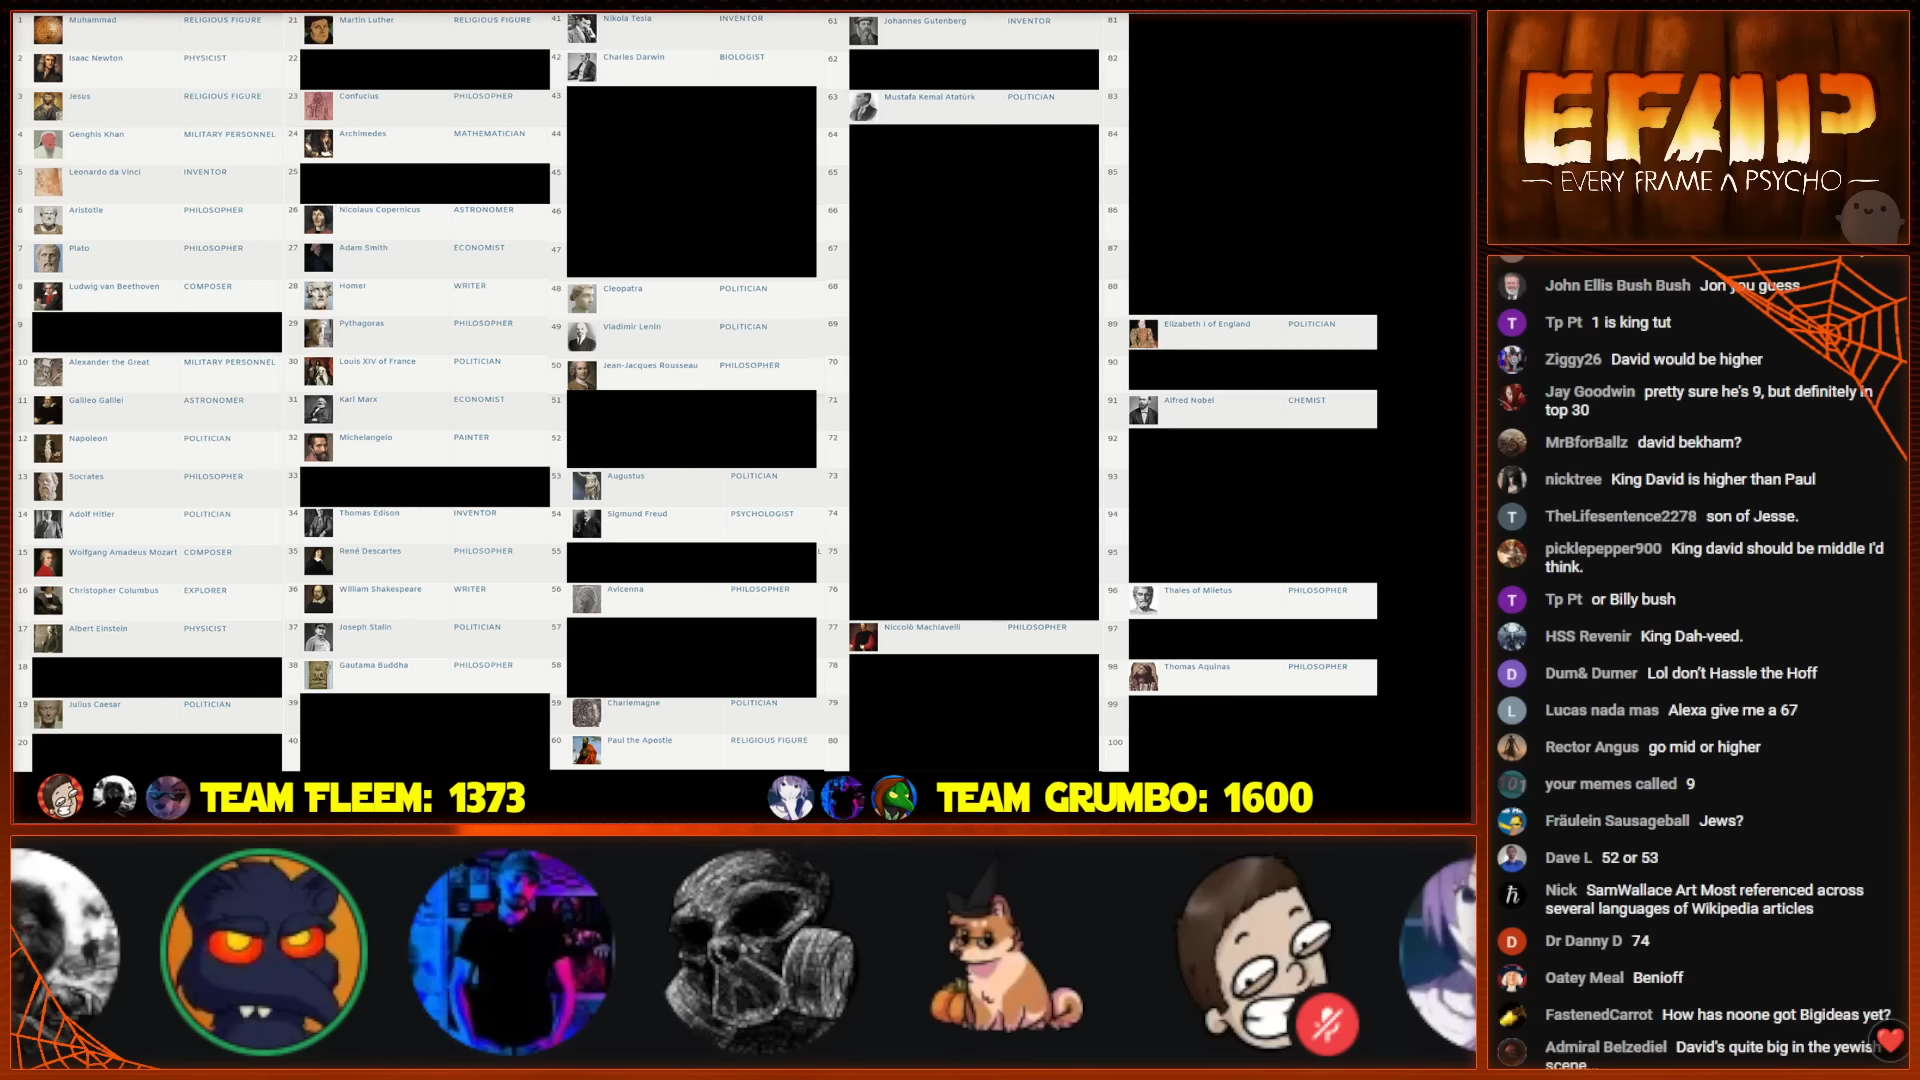 1 Muhammad RELIGIOUS FIGURE
2 Isaac Newton PHYSICIST
3 Jesus RELIGIOUS FIGURE
4 Genghis Khan MILITARY PERSONNEL
5 Leonardo da Vinci INVENTOR
6 Aristotle PHILOSOPHER
7 Plato PHILOSOPHER
8 Ludwig van Beethoven COMPOSER
9
10 Alexander the Great MILITARY PERSONNEL
11 Galileo Galilei ASTRONOMER
12 Napoleon POLITICIAN
13 Socrates PHILOSOPHER
14 Adolf Hitler POLITICIAN
15 Wolfgang Amadeus Mozart COMPOSER
16 Christopher Columbus EXPLORER
17 Albert Einstein PHYSICIST
18
19 Julius Caesar POLITICIAN
20
21 Martin Luther RELIGIOUS FIGURE
22
23 Confucius PHILOSOPHER
24 Archimedes MATHEMATICIAN
25
26 Nicolaus Copernicus ASTRONOMER
27 Adam Smith ECONOMIST
28 Homer WRITER
29 Pythagoras PHILOSOPHER
30 Louis XIV of France POLITICIAN
31 Karl Marx ECONOMIST
32 Michelangelo PAINTER
33
34 Thomas Edison INVENTOR
35 René Descartes PHILOSOPHER
36 William Shakespeare WRITER
37 Joseph Stalin POLITICIAN
38 Gautama Buddha PHILOSOPHER
39
40
41 Nikola Tesla INVENTOR
42 Charles Darwin BIOLOGIST
43
44
45
46
47
48 Cleopatra POLITICIAN
49 Vladimir Lenin POLITICIAN
50 Jean-Jacques Rousseau PHILOSOPHER
51
52
53 Augustus POLITICIAN
54 Sigmund Freud PSYCHOLOGIST
55
56 Avicenna PHILOSOPHER
57
58
59 Charlemagne POLITICIAN
60 Paul the Apostle RELIGIOUS FIGURE
61 Johannes Gutenberg INVENTOR
62
63 Mustafa Kemal Atatürk POLITICIAN
64
65
66
67
68
69
70
71
72
73
74
75
76
77 Niccolò Machiavelli PHILOSOPHER
78
79
80
81
82
83
84
85
86
87
88
89 Elizabeth I of England POLITICIAN
90
91 Alfred Nobel CHEMIST
92
93
94
95
96 Thales of Miletus PHILOSOPHER
97
98 Thomas Aquinas PHILOSOPHER
99
100
TEAM FLEEM: 1373
TEAM GRUMBO: 1600
EFAP
EVERY FRAME A PSYCHO
John Ellis Bush Bush Jon you guess
Tp Pt 1 is king tut
Ziggy26 David would be higher
Jay Goodwin pretty sure he's 9, but definitely in
top 30
MrBforBallz david bekham?
nicktree King David is higher than Paul
TheLifesentence2278 son of Jesse.
picklepepper900 King david should be middle I'd
think.
Tp Pt or Billy bush
HSS Revenir King Dah-veed.
Dum& Dumer Lol don't Hassle the Hoff
Lucas nada mas Alexa give me a 67
Rector Angus go mid or higher
your memes called 9
Fräulein Sausageball Jews?
Dave L 52 or 53
Nick SamWallace Art Most referenced across
several languages of Wikipedia articles
Dr Danny D 74
Oatey Meal Benioff
FastenedCarrot How has noone got Bigideas yet?
Admiral Belzediel David's quite big in the yewish
scene...